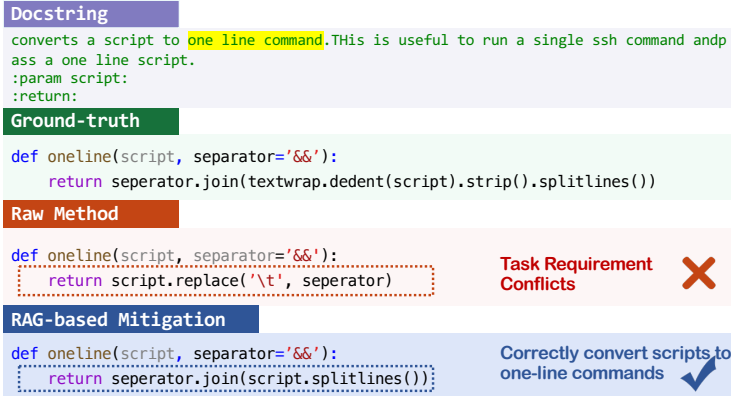 Docstring
converts a script to one line command.THis is useful to run a single ssh command andp
ass a one line script.
:param script:
:return:
Ground-truth
def oneline(script, separator='&&'):
return seperator.join(textwrap.dedent(script).strip().splitlines())
Raw Method
def oneline(script, separator='&&'):
return script.replace('\t', seperator)
Task Requirement
Conflicts
RAG-based Mitigation
def oneline(script, separator='&&'):
return seperator.join(script.splitlines())
Correctly convert scripts to
one-line commands